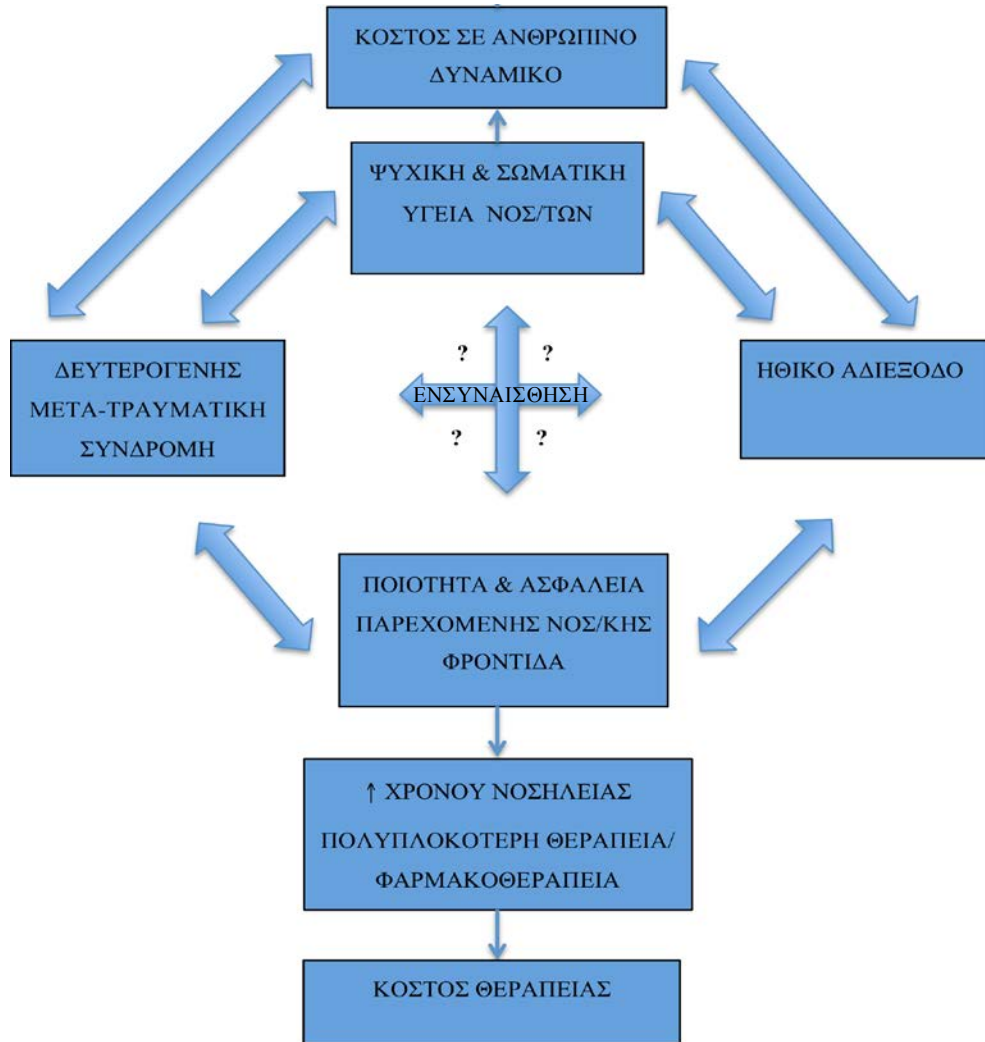 ΚΟΣΤΟΣ ΣΕ ΑΝΘΡΩΠΙΝΟ
ΔΥΝΑΜΙΚΟ
ΨΥΧΙΚΗ & ΣΩΜΑΤΙΚΗ
ΥΓΕΙΑ ΝΟΣ/ΤΩΝ
ΔΕΥΤΕΡΟΓΕΝΗΣ
ΜΕΤΑ-ΤΡΑΥΜΑΤΙΚΗ
ΣΥΝΔΡΟΜΗ
? ?
ΕΝΣΥΝΑΙΣΘΗΣΗ
? ?
ΗΘΙΚΟ ΑΔΙΕΞΟΔΟ
ΠΟΙΟΤΗΤΑ & ΑΣΦΑΛΕΙΑ
ΠΑΡΕΧΟΜΕΝΗΣ ΝΟΣ/ΚΗΣ
ΦΡΟΝΤΙΔΑ
↑ ΧΡΟΝΟΥ ΝΟΣΗΛΕΙΑΣ
ΠΟΛΥΠΛΟΚΟΤΕΡΗ ΘΕΡΑΠΕΙΑ/
ΦΑΡΜΑΚΟΘΕΡΑΠΕΙΑ
ΚΟΣΤΟΣ ΘΕΡΑΠΕΙΑΣ